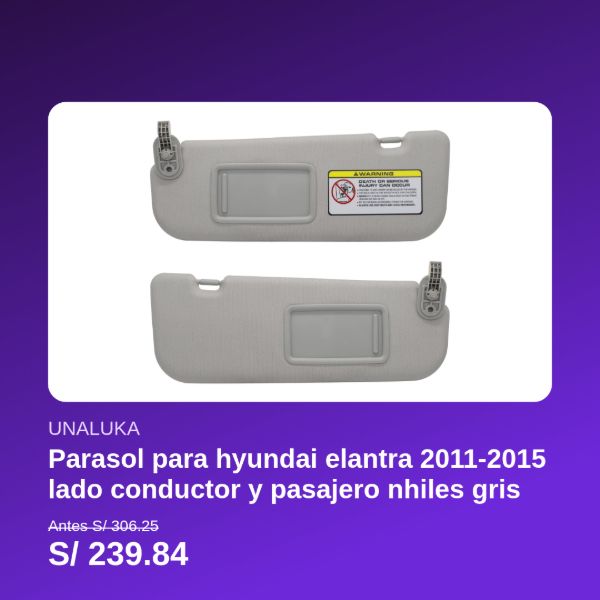 WARNING
DEATH OR SERIOUS
INJURY CAN OCCUR
UNALUKA
Parasol para hyundai elantra 2011-2015
lado conductor y pasajero nhiles gris
Antes S/ 306.25
S/ 239.84